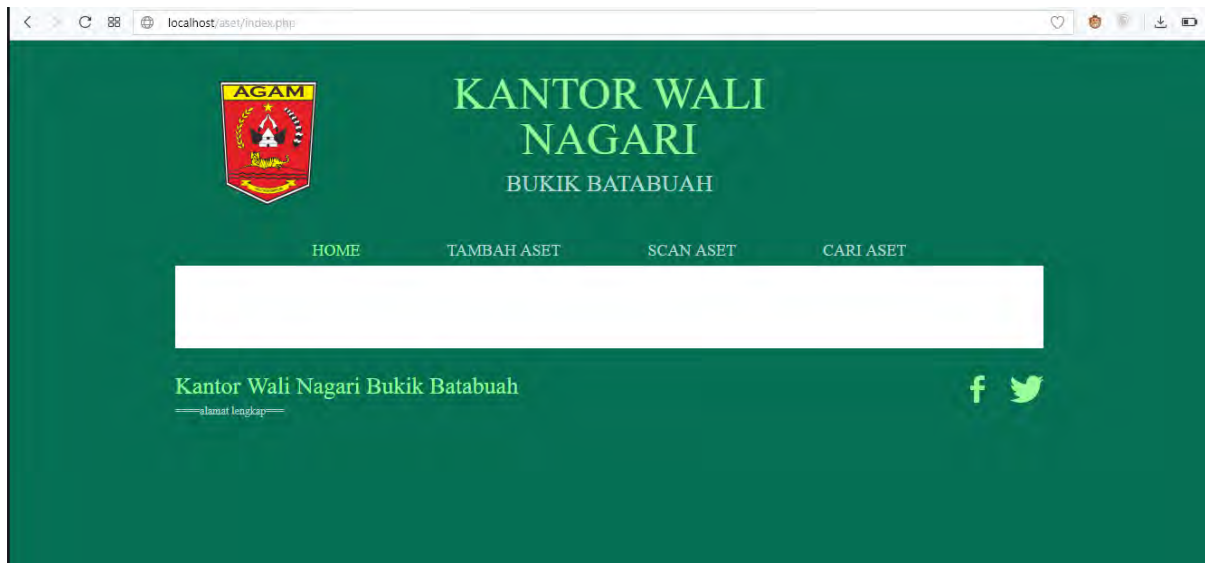 localhost/aset/index.php
AGAM
KANTOR WALI
NAGARI
BUKIK BATABUAH
HOME TAMBAH ASET SCAN ASET CARI ASET
Kantor Wali Nagari Bukik Batabuah
====alamat lengkap====